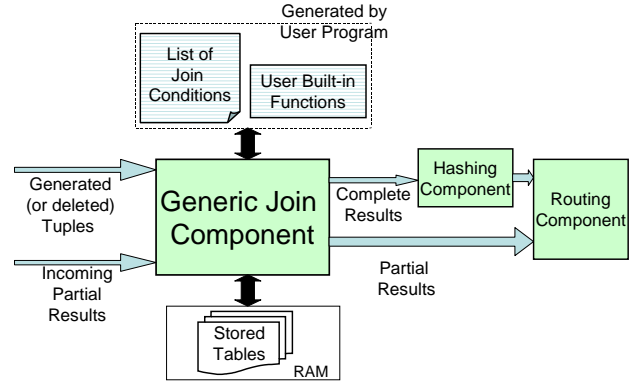 Generated by
User Program
List of
Join
Conditions
User Built-in
Functions
Generated
(or deleted)
Tuples
Incoming
Partial
Results
Generic Join
Component
Complete
Results
Partial
Results
Hashing
Component
Routing
Component
Stored
Tables
RAM